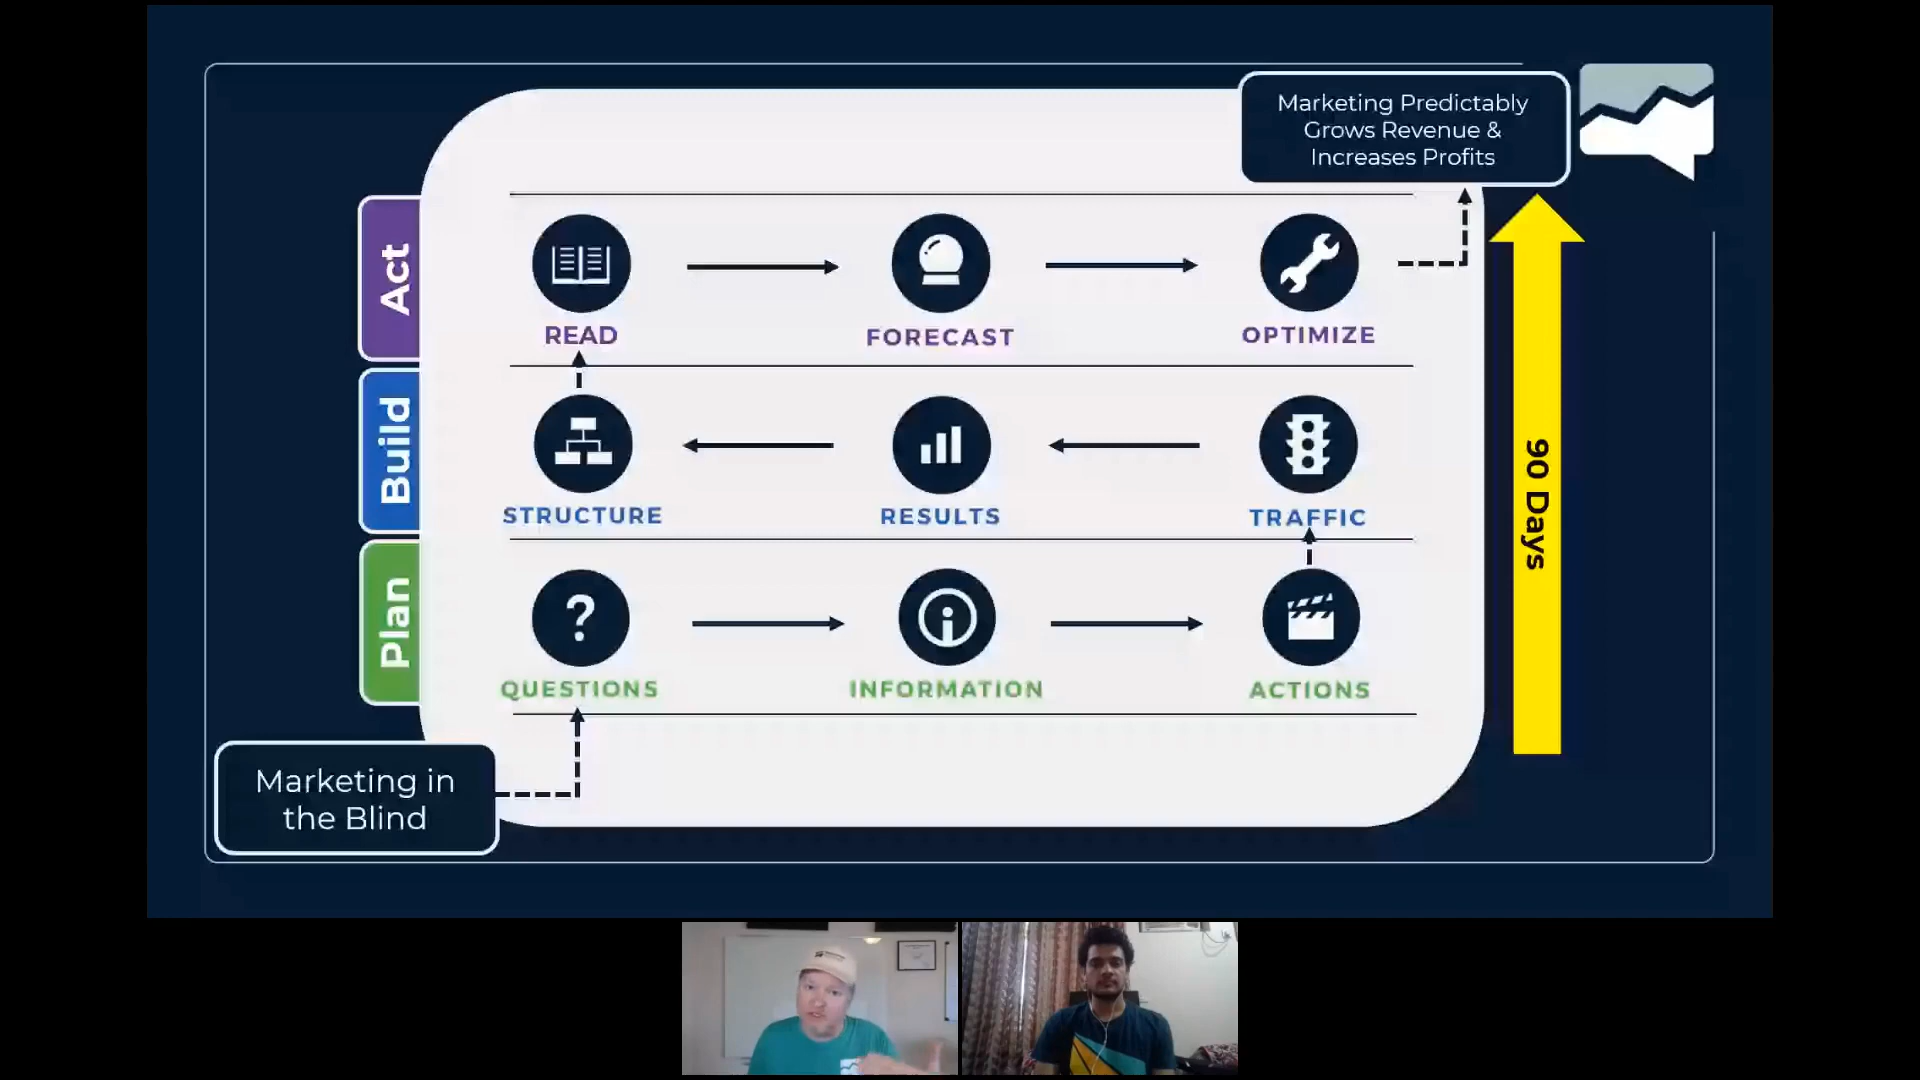 Marketing Predictably
Grows Revenue &
Increases Profits
Act
READ
FORECAST
OPTIMIZE
Build
STRUCTURE
RESULTS
TRAFFIC
90 Days
Plan
QUESTIONS
INFORMATION
ACTIONS
Marketing in
the Blind